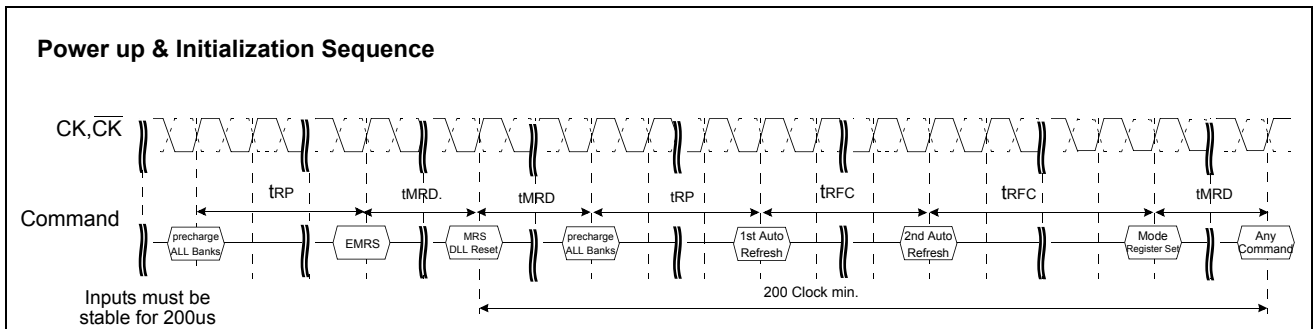 Power up & Initialization Sequence
CK,CK
tRP
tMRD.
tMRD
tRP
tRFC
tRFC
tMRD
Command
precharge
ALL Banks
EMRS
MRS
DLL Reset
precharge
ALL Banks
1st Auto
Refresh
2nd Auto
Refresh
Mode
Register Set
Any
Command
200 Clock min.
Inputs must be
stable for 200us